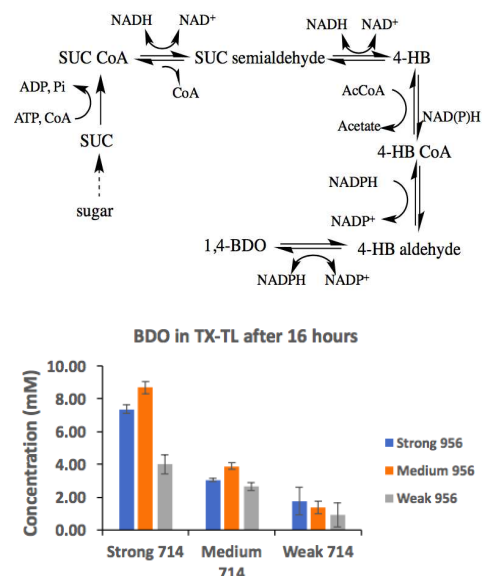 NADH NAD⁺ NADH NAD⁺
SUC CoA SUC semialdehyde 4-HB
CoA
ADP, Pi
ATP, CoA
SUC
sugar
AcCoA
NAD(P)H
Acetate
4-HB CoA
NADPH
NADP⁺
1,4-BDO 4-HB aldehyde
NADPH NADP⁺
BDO in TX-TL after 16 hours
Concentration (mM)
10.00
8.00
6.00
4.00
2.00
0.00
Strong 714 Medium Weak 714
714
Strong 956
Medium 956
Weak 956